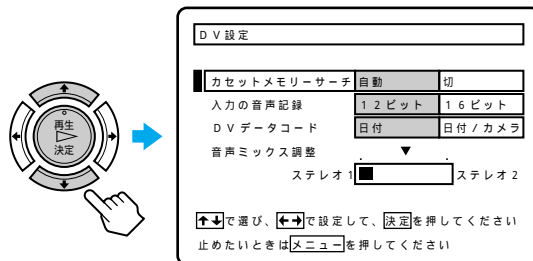 DV設定
カセットメモリーサーチ 自動 切
入力の音声記録 12ビット 16ビット
DVデータコード 日付 日付/カメラ
音声ミックス調整
ステレオ1 ステレオ2
↑↓で選び、←→で設定して、決定を押してください
止めたいときはメニューを押してください
再生
決定